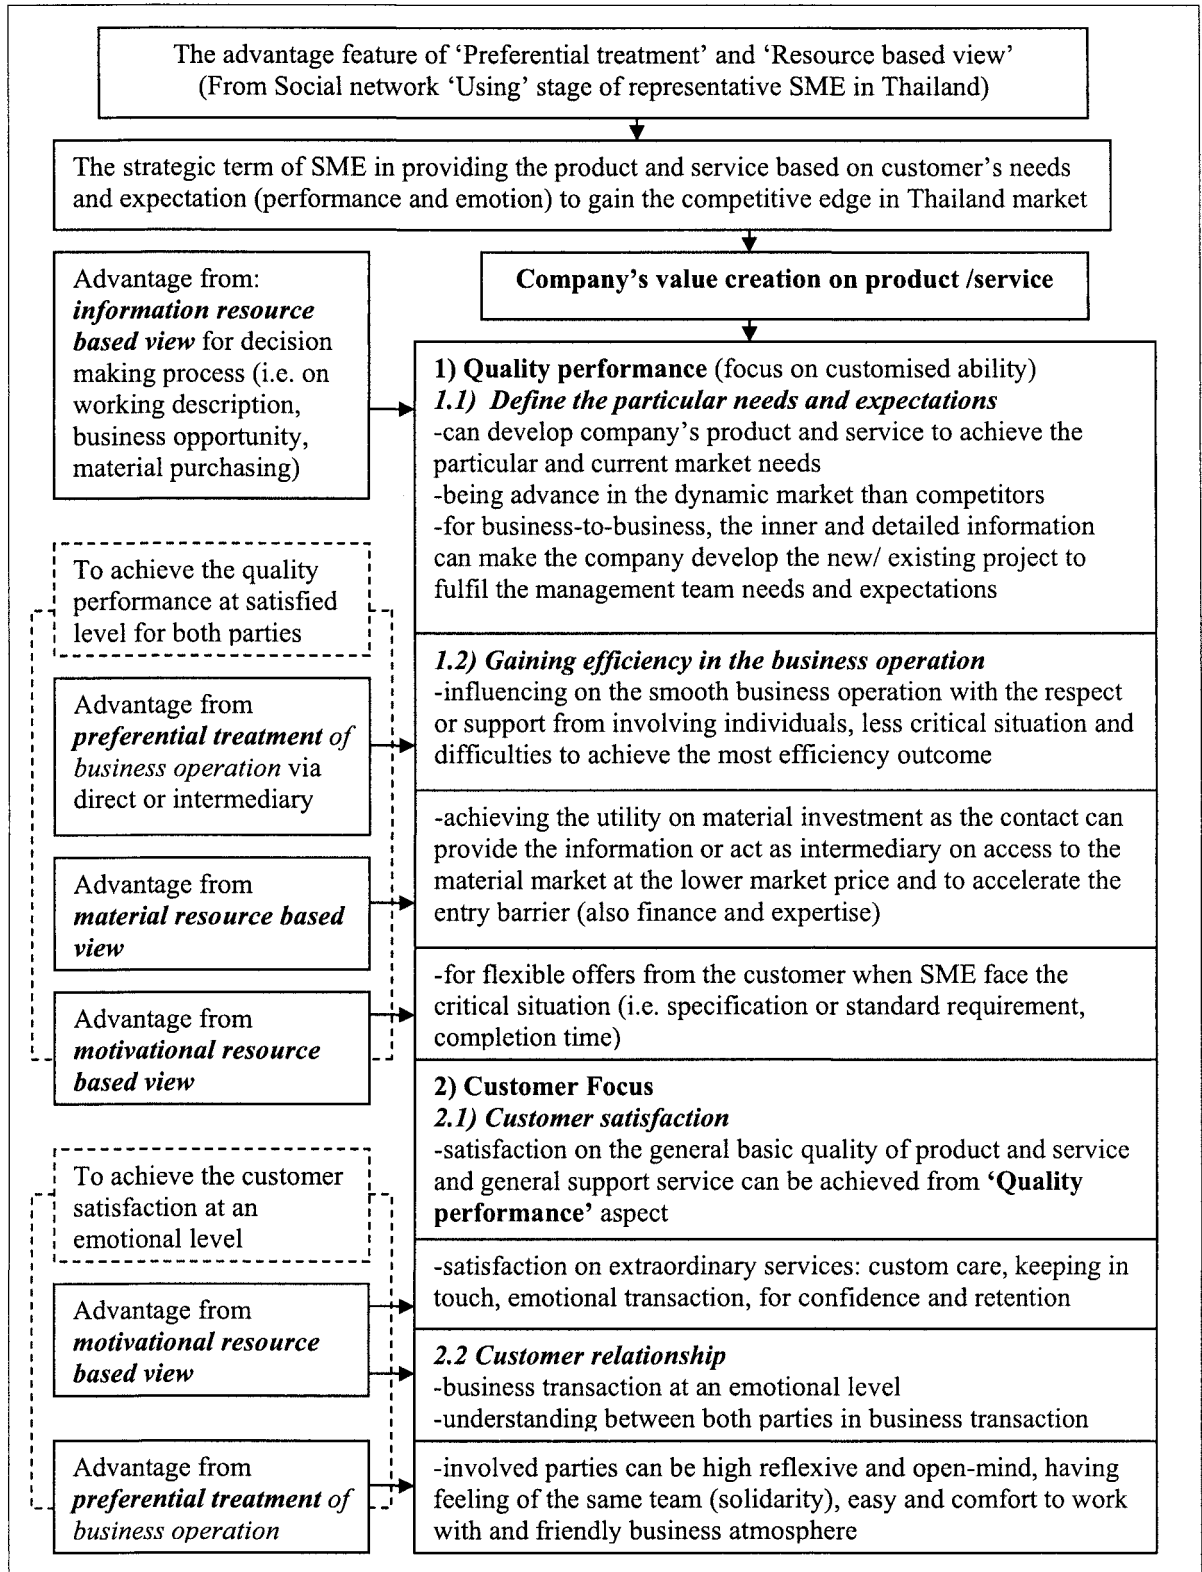 The advantage feature of ‘Preferential treatment’ and ‘Resource based view’
(From Social network ‘Using’ stage of representative SME in Thailand)
The strategic term of SME in providing the product and service based on customer’s needs
and expectation (performance and emotion) to gain the competitive edge in Thailand market
Advantage from:
information resource
based view for decision
making process (i.e. on
working description,
business opportunity,
material purchasing)
Company’s value creation on product /service
1) Quality performance (focus on customised ability)
1.1) Define the particular needs and expectations
-can develop company’s product and service to achieve the
particular and current market needs
-being advance in the dynamic market than competitors
-for business-to-business, the inner and detailed information
can make the company develop the new/ existing project to
fulfil the management team needs and expectations
To achieve the quality
performance at satisfied
level for both parties
Advantage from
preferential treatment of
business operation via
direct or intermediary
1.2) Gaining efficiency in the business operation
-influencing on the smooth business operation with the respect
or support from involving individuals, less critical situation and
difficulties to achieve the most efficiency outcome
Advantage from
material resource based
view
-achieving the utility on material investment as the contact can
provide the information or act as intermediary on access to the
material market at the lower market price and to accelerate the
entry barrier (also finance and expertise)
Advantage from
motivational resource
based view
-for flexible offers from the customer when SME face the
critical situation (i.e. specification or standard requirement,
completion time)
2) Customer Focus
2.1) Customer satisfaction
-satisfaction on the general basic quality of product and service
and general support service can be achieved from ‘Quality
performance’ aspect
To achieve the customer
satisfaction at an
emotional level
Advantage from
motivational resource
based view
-satisfaction on extraordinary services: custom care, keeping in
touch, emotional transaction, for confidence and retention
2.2 Customer relationship
-business transaction at an emotional level
-understanding between both parties in business transaction
Advantage from
preferential treatment of
business operation
-involved parties can be high reflexive and open-mind, having
feeling of the same team (solidarity), easy and comfort to work
with and friendly business atmosphere